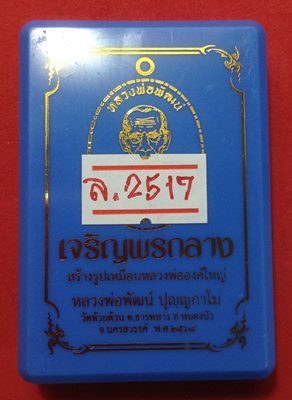 หลวงพ่อพัฒน์
ล.2517
เจริญพรกลาง
สร้างรูปเหมือนหลวงพ่อองค์ใหญ่
หลวงพ่อพัฒน์ ปุญญกาโม
วัดห้วยด้วน ต.ธารทหาร อ.หนองบัว
จ.นครสวรรค์ พ.ศ.๒๕๖๔